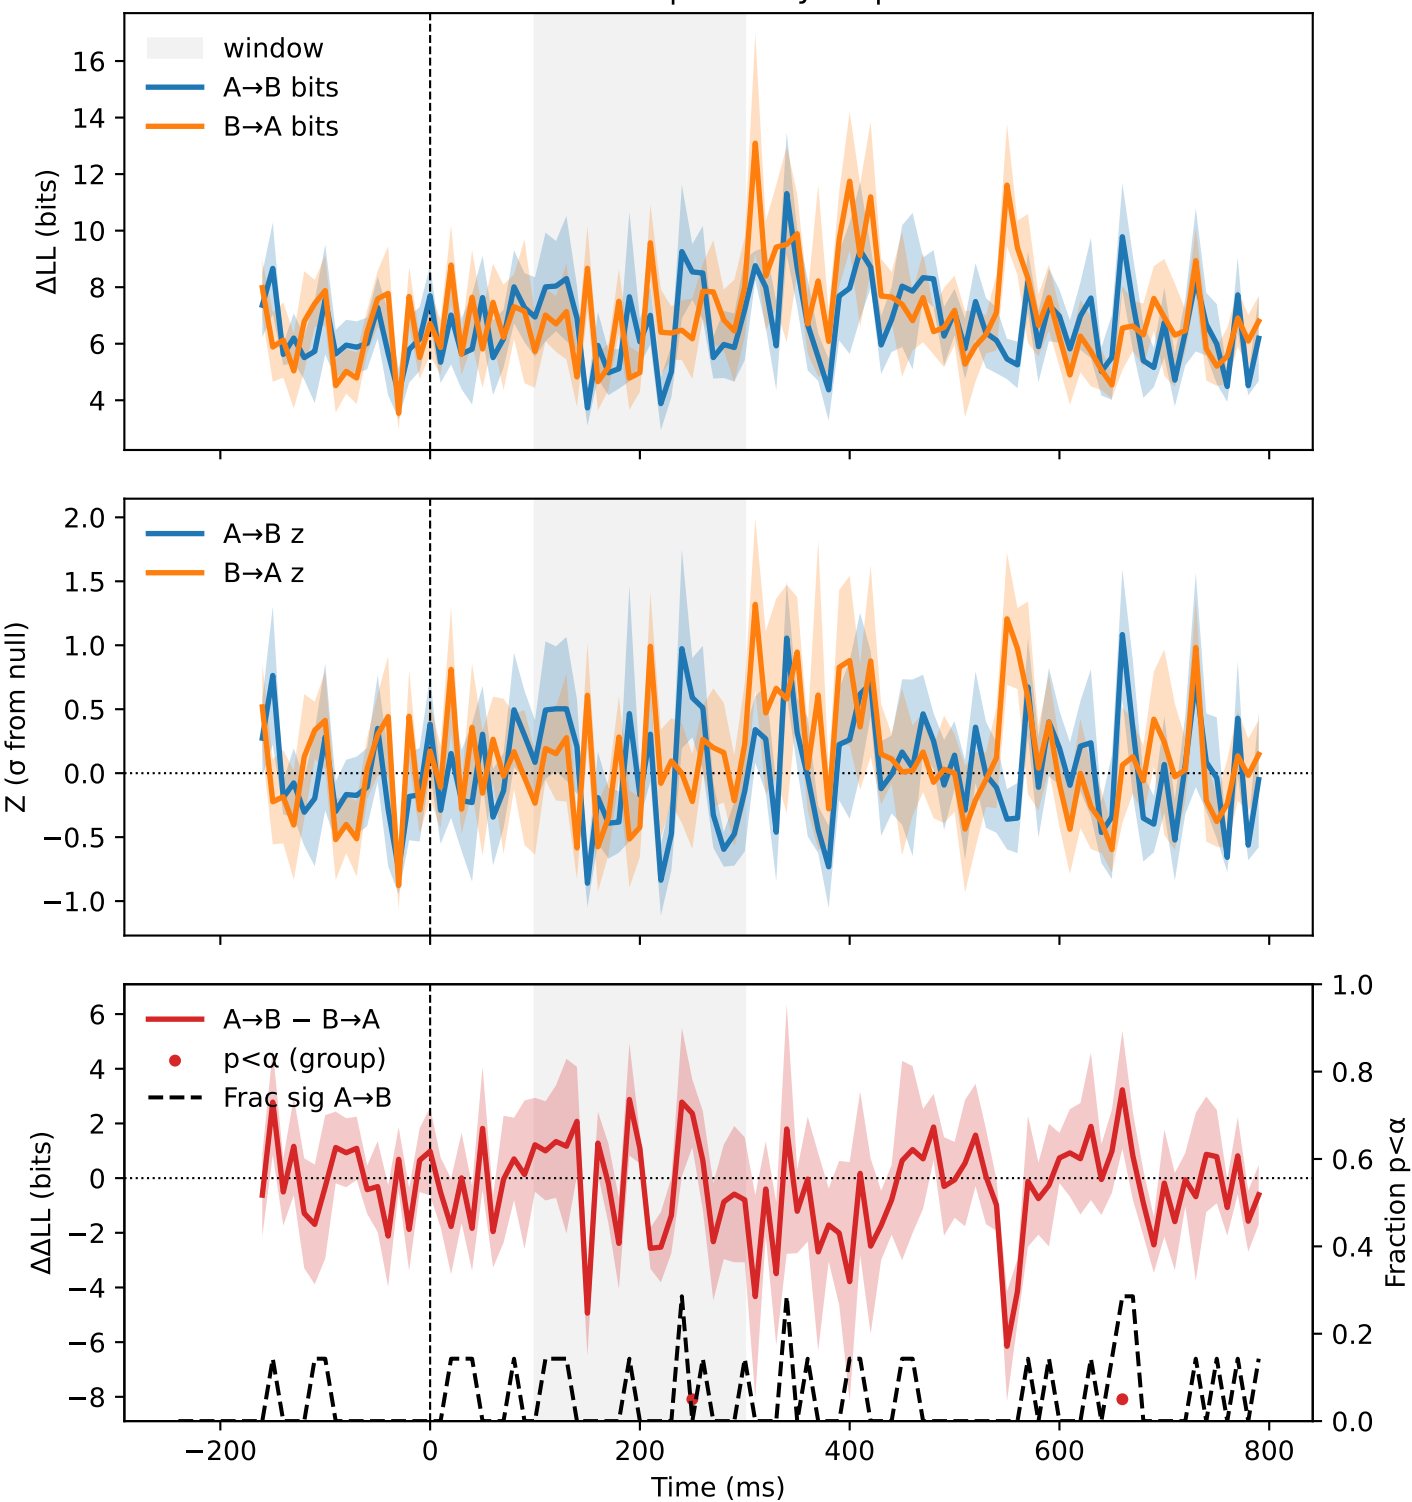 16
14
12
10
8
6
4
ΔLL (bits)
window
A→B bits
B→A bits
2.0
1.5
1.0
0.5
0.0
−0.5
−1.0
Z (σ from null)
A→B z
B→A z
6
4
2
0
−2
−4
−6
−8
ΔΔLL (bits)
A→B − B→A
p<α (group)
Frac sig A→B
1.0
0.8
0.6
0.4
0.2
0.0
Fraction p<α
−200
0
200
400
600
800
Time (ms)